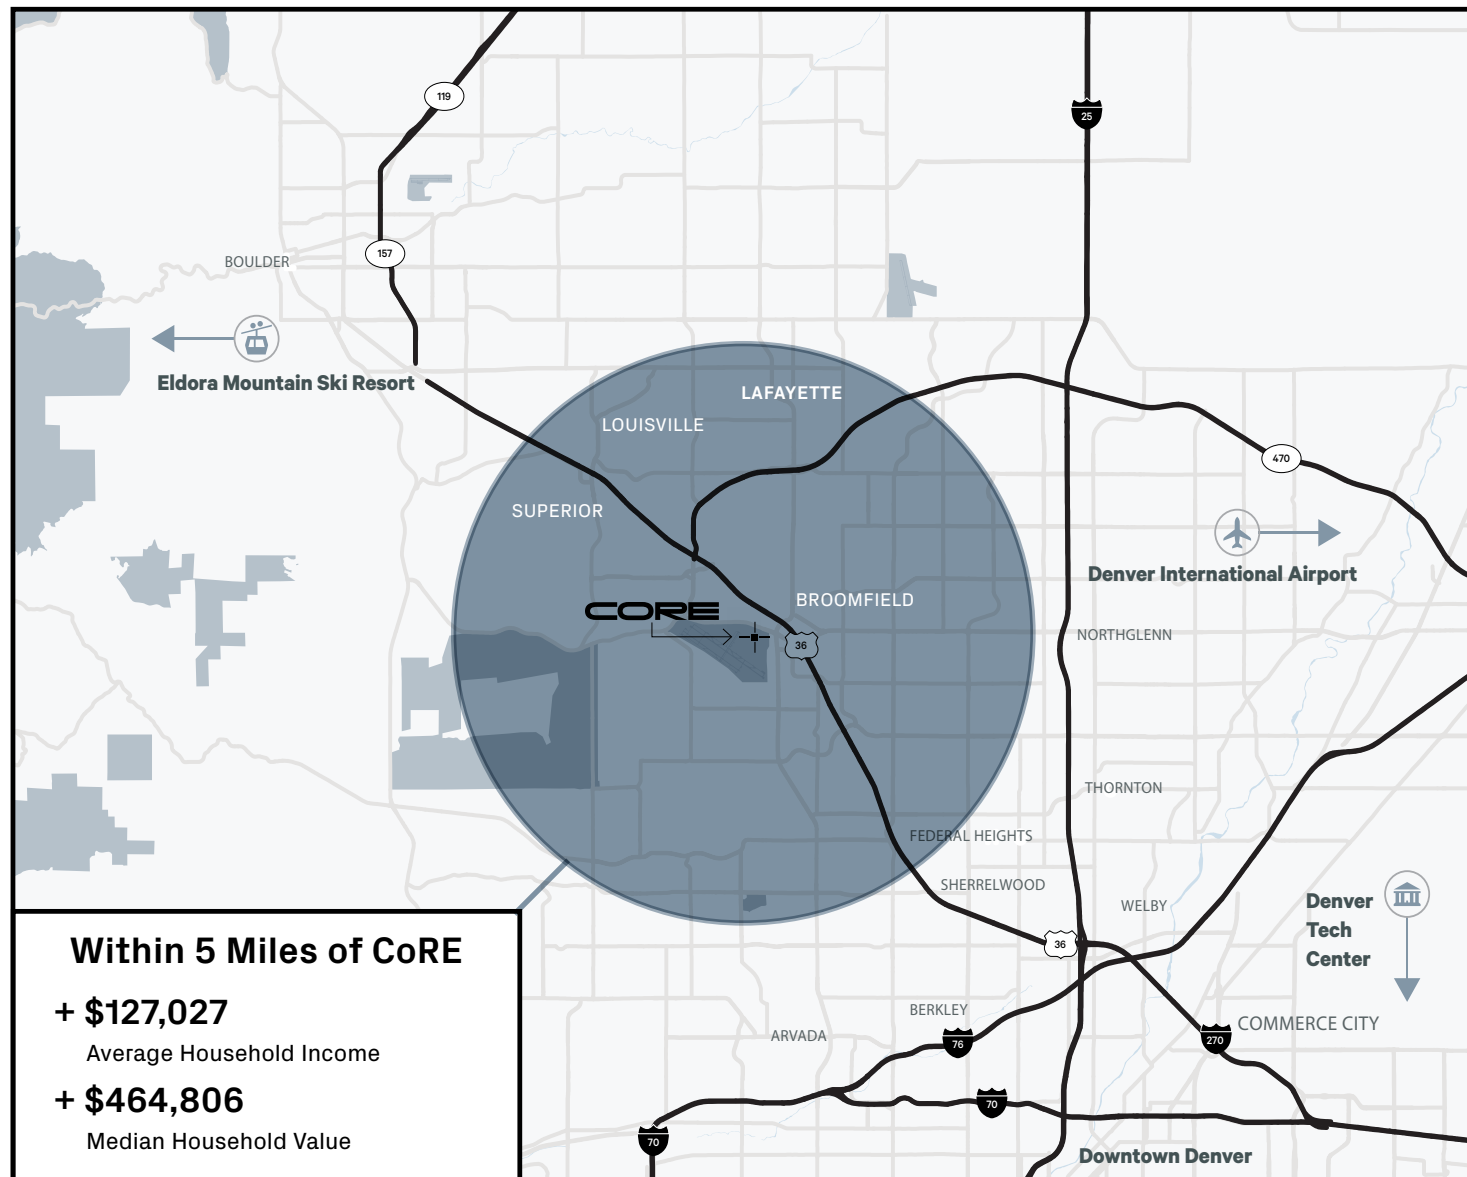 119
25
157
BOULDER
Eldora Mountain Ski Resort
LAFAYETTE
LOUISVILLE
470
SUPERIOR
Denver International Airport
BROOMFIELD
CORE
36
NORTHGLENN
THORNTON
FEDERAL HEIGHTS
SHERRELWOOD
WELBY
Denver
Tech
Center
36
Within 5 Miles of CoRE
+ $127,027
Average Household Income
+ $464,806
Median Household Value
BERKLEY
ARVADA
76
COMMERCE CITY
270
70
70
Downtown Denver